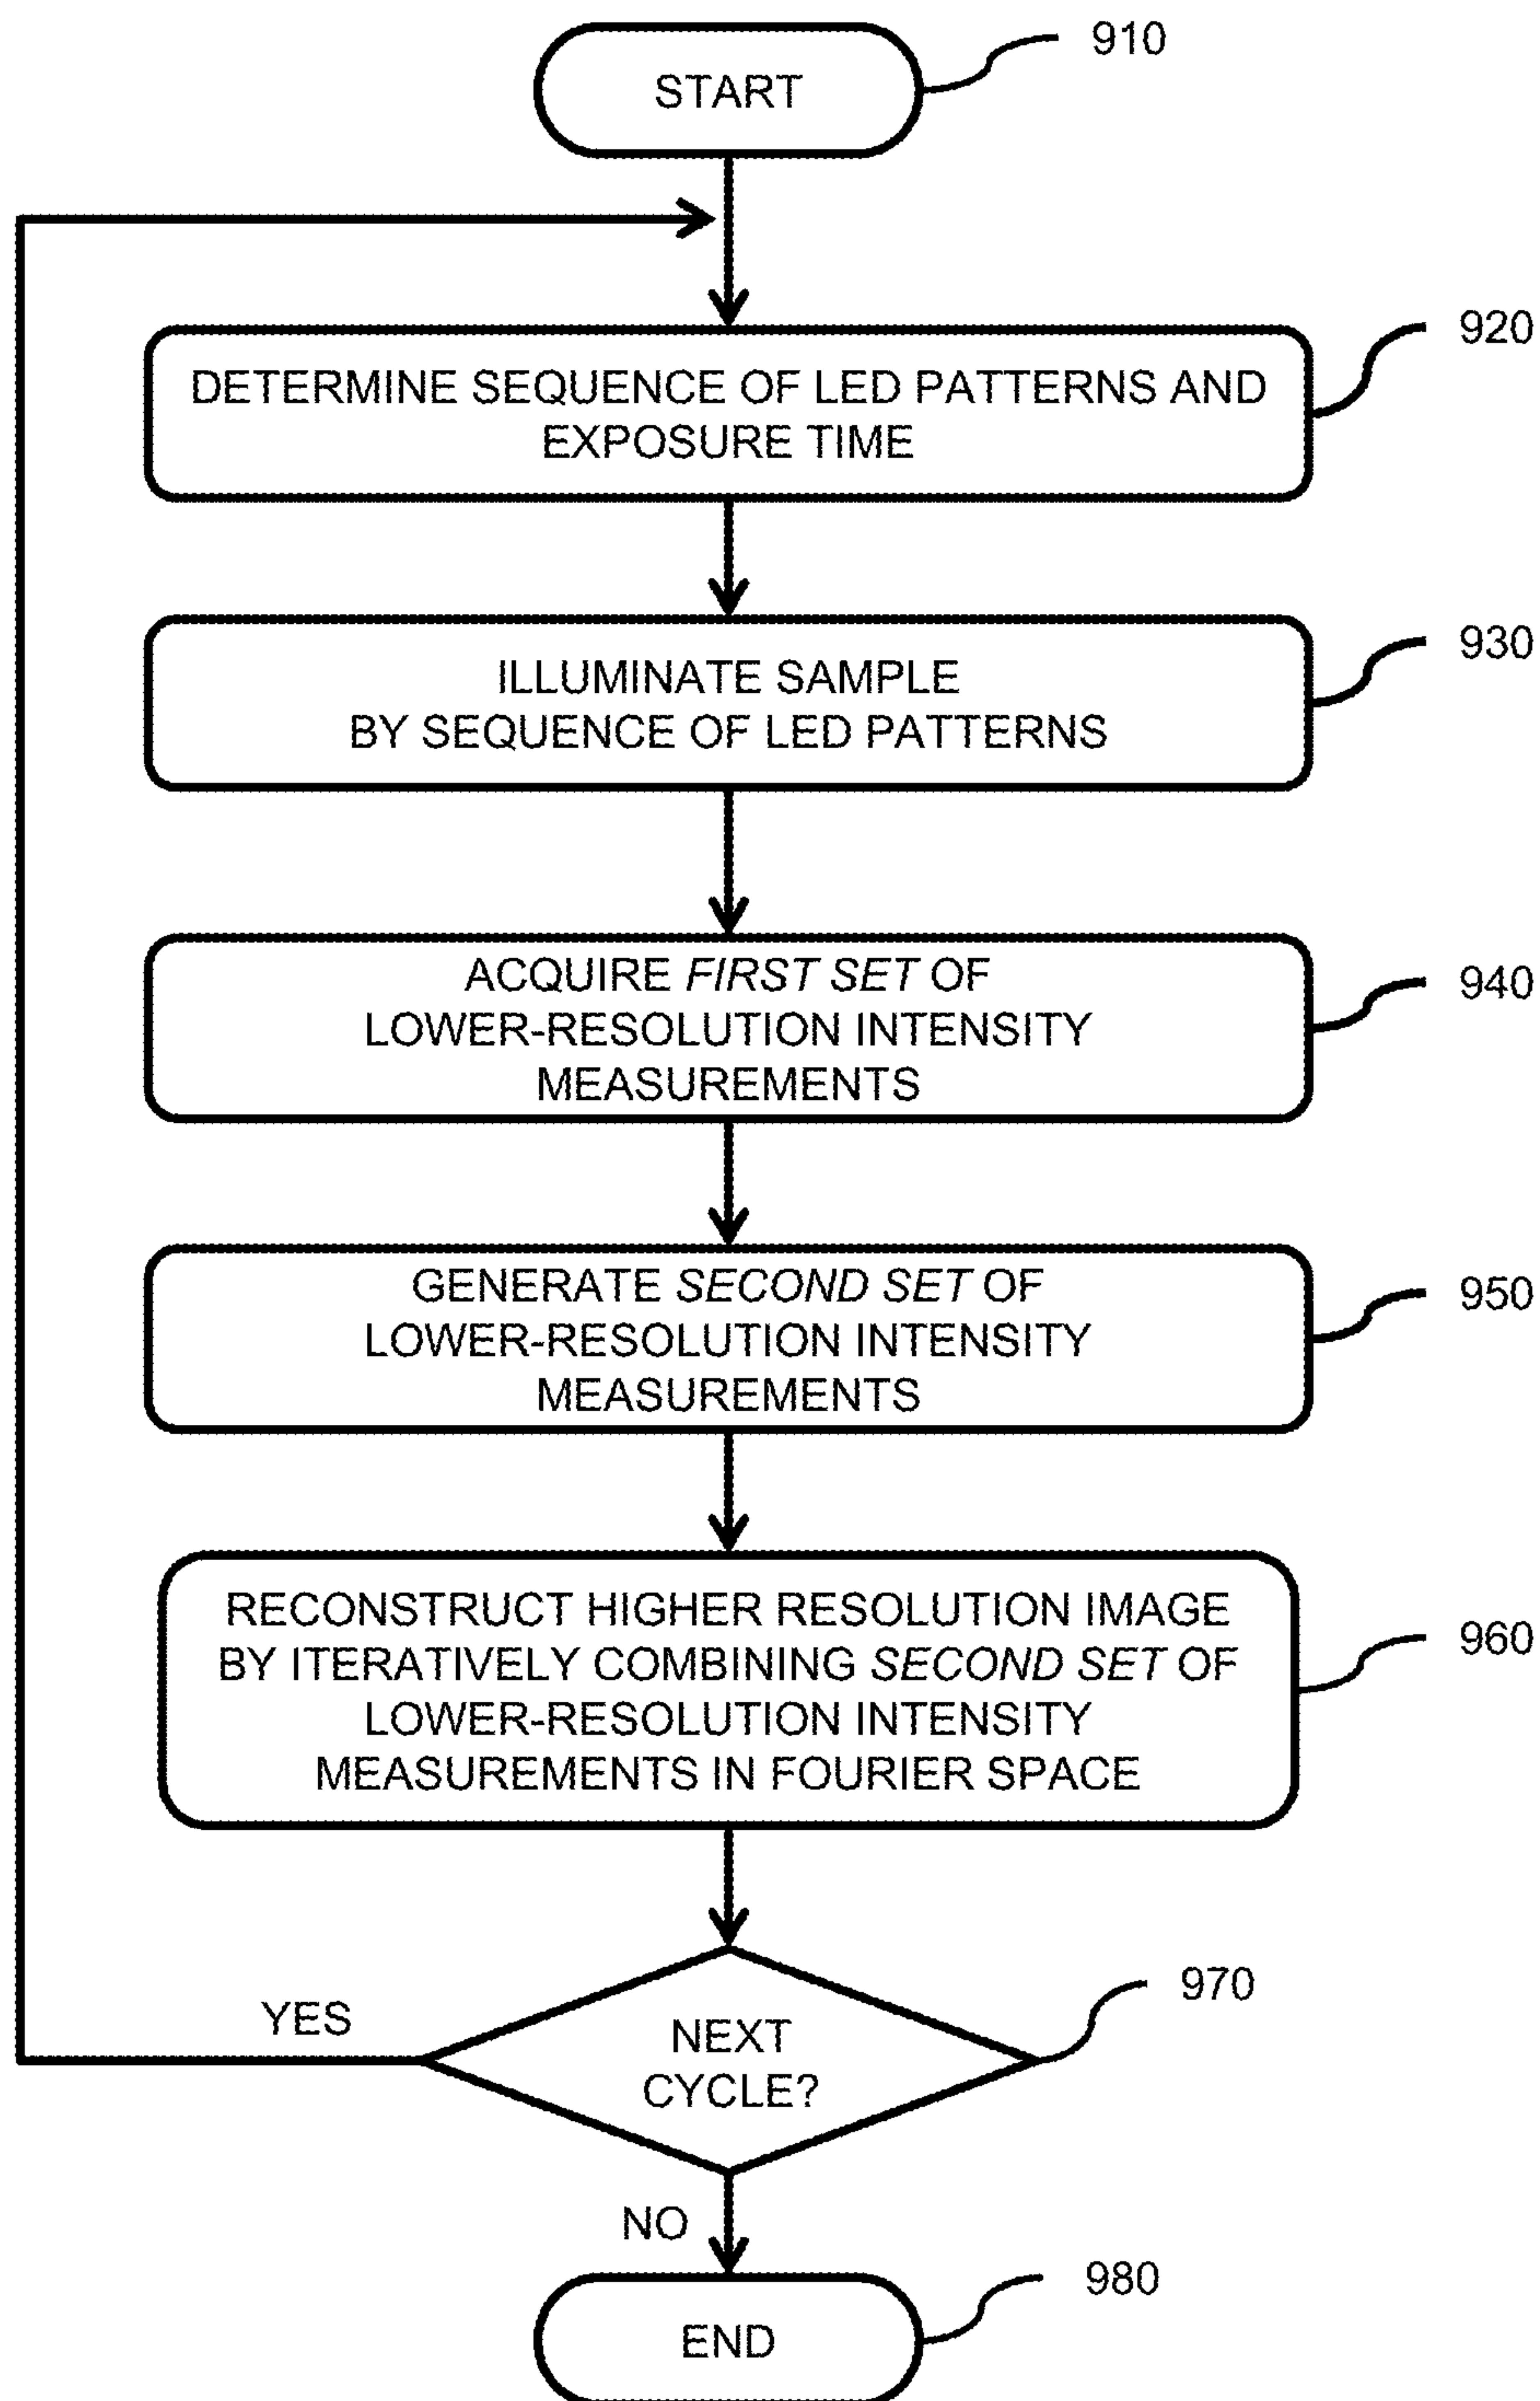 START
910
DETERMINE SEQUENCE OF LED PATTERNS AND
EXPOSURE TIME
920
ILLUMINATE SAMPLE
BY SEQUENCE OF LED PATTERNS
930
ACQUIRE FIRST SET OF
LOWER-RESOLUTION INTENSITY
MEASUREMENTS
940
GENERATE SECOND SET OF
LOWER-RESOLUTION INTENSITY
MEASUREMENTS
950
RECONSTRUCT HIGHER RESOLUTION IMAGE
BY ITERATIVELY COMBINING SECOND SET OF
LOWER-RESOLUTION INTENSITY
MEASUREMENTS IN FOURIER SPACE
960
YES
NEXT
CYCLE?
970
NO
END
980